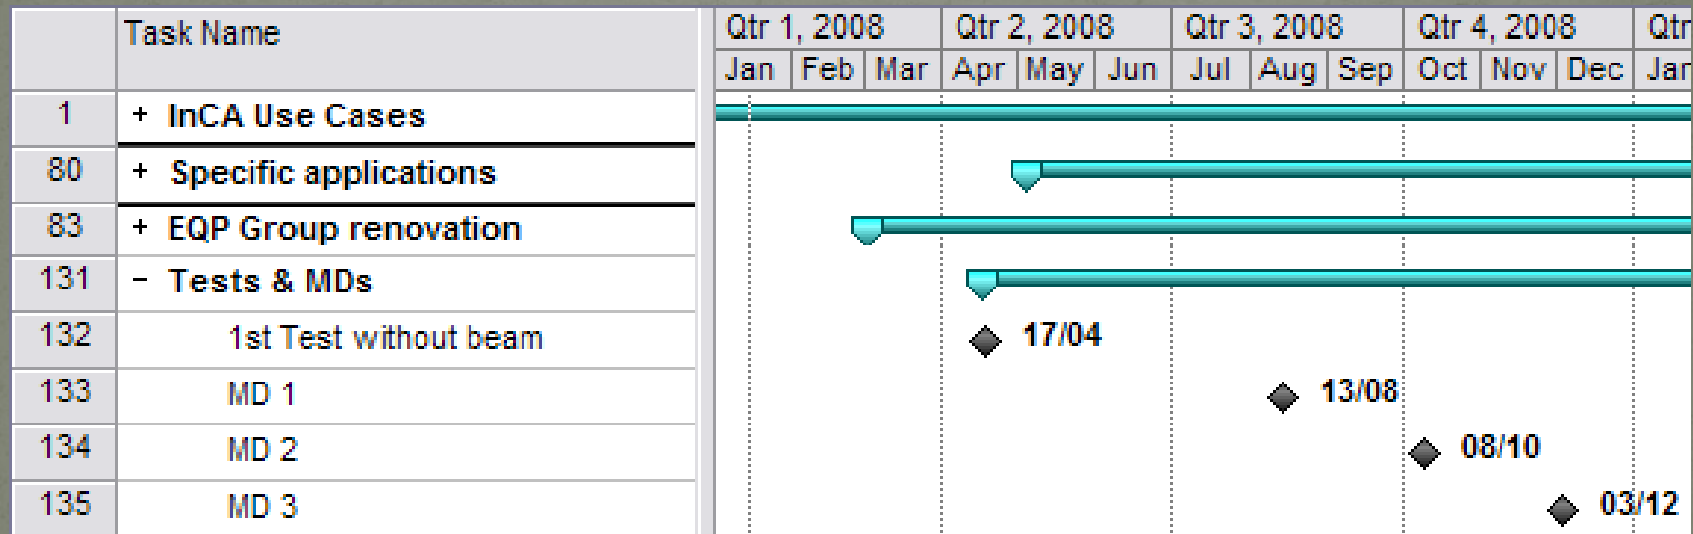 Task Name Qtr 1, 2008 Qtr 2, 2008 Qtr 3, 2008 Qtr 4, 2008 Qtr
Jan Feb Mar Apr May Jun Jul Aug Sep Oct Nov Dec Jan
1 + InCA Use Cases
80 + Specific applications
83 + EQP Group renovation
131 - Tests & MDs
132 1st Test without beam 17/04
133 MD 1 13/08
134 MD 2 08/10
135 MD 3 03/12